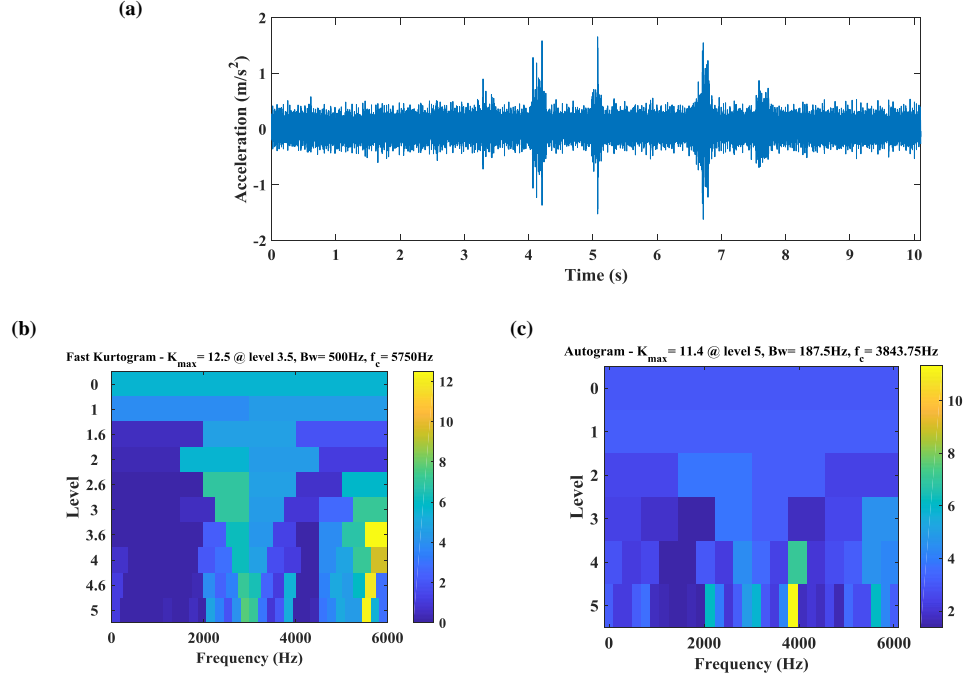 (a)
2
1
0
-1
-2
Acceleration (m/s2)
0 1 2 3 4 5 6 7 8 9 10
Time (s)
(b)
Fast Kurtogram - Kmax= 12.5 @ level 3.5, Bw= 500Hz, fc= 5750Hz
0
1
1.6
2
2.6
3
3.6
4
4.6
5
Level
0 2000 4000 6000
Frequency (Hz)
12
10
8
6
4
2
0
(c)
Autogram - Kmax= 11.4 @ level 5, Bw= 187.5Hz, fc= 3843.75Hz
0
1
2
3
4
5
Level
0 2000 4000 6000
Frequency (Hz)
10
8
6
4
2